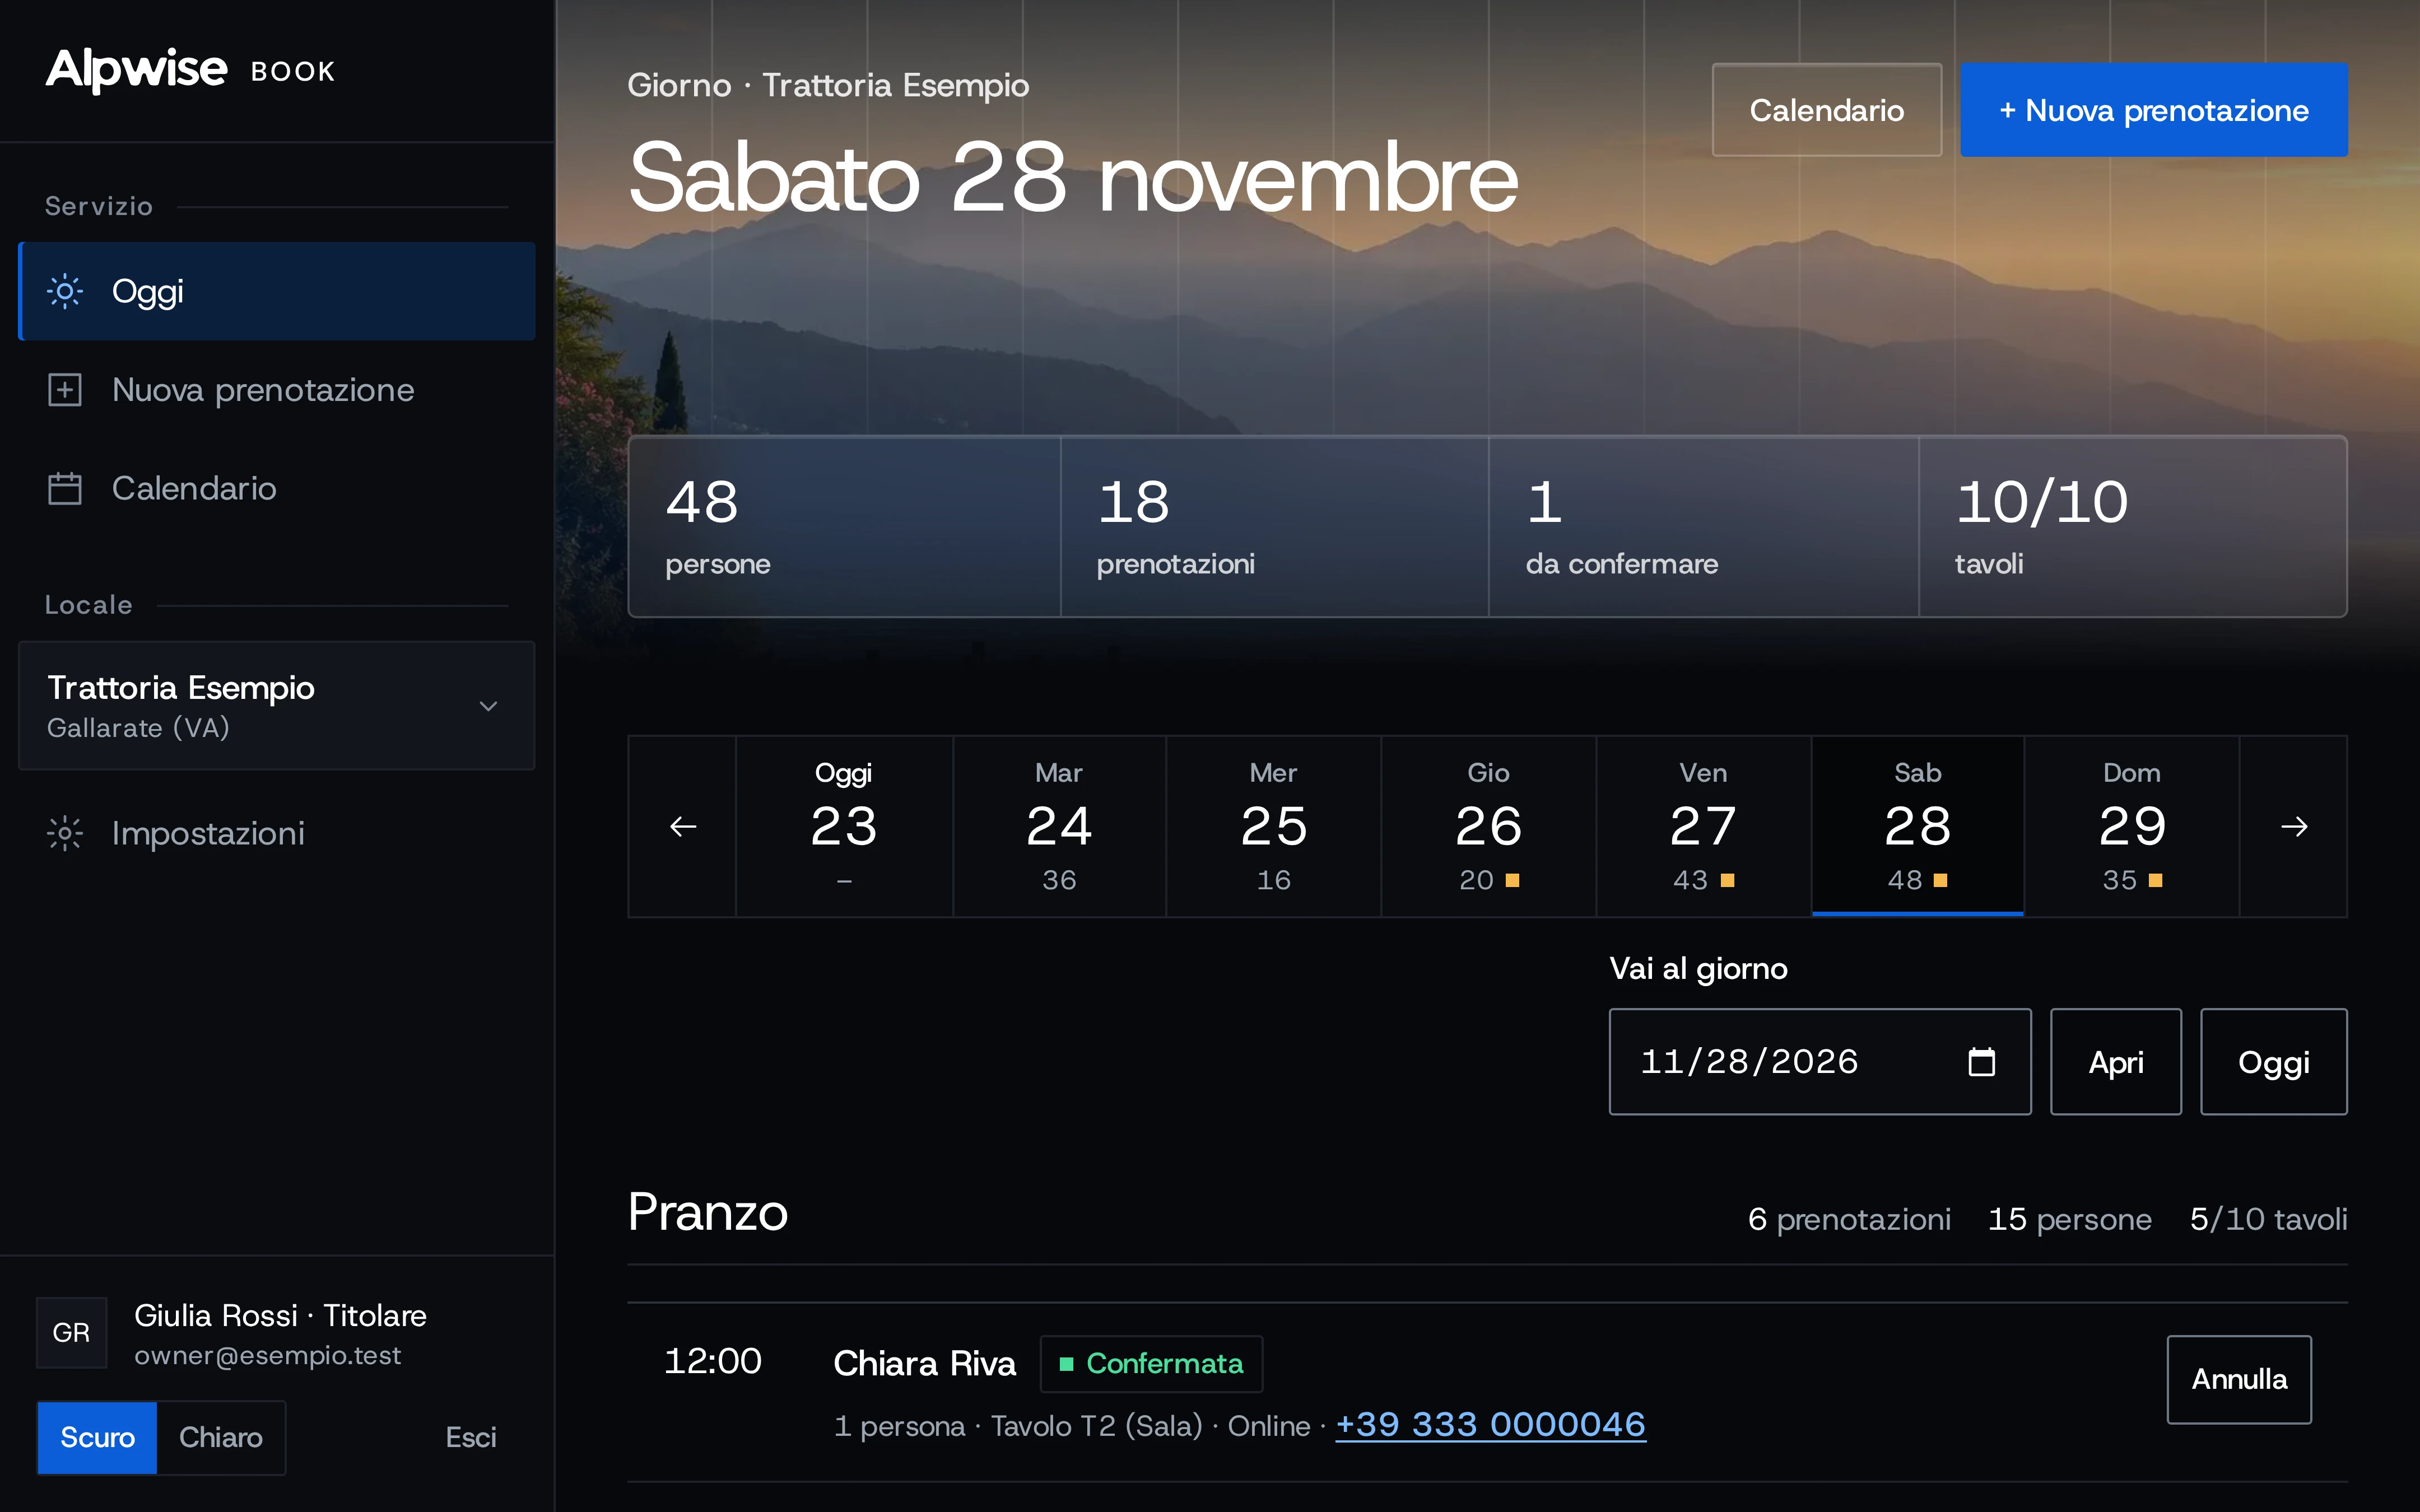 Alpwise BOOK
Servizio
Oggi
Nuova prenotazione
Calendario
Locale
Trattoria Esempio
Gallarate (VA)
Impostazioni
GR
Giulia Rossi · Titolare
owner@esempio.test
Scuro
Chiaro
Esci
Giorno · Trattoria Esempio
Sabato 28 novembre
Calendario
+ Nuova prenotazione
48
persone
18
prenotazioni
1
da confermare
10/10
tavoli
←
Oggi
23
–
Mar
24
36
Mer
25
16
Gio
26
20
Ven
27
43
Sab
28
48
Dom
29
35
→
Vai al giorno
11/28/2026
Apri
Oggi
Pranzo
6 prenotazioni 15 persone 5/10 tavoli
12:00
Chiara Riva
Confermata
1 persona · Tavolo T2 (Sala) · Online · +39 333 0000046
Annulla